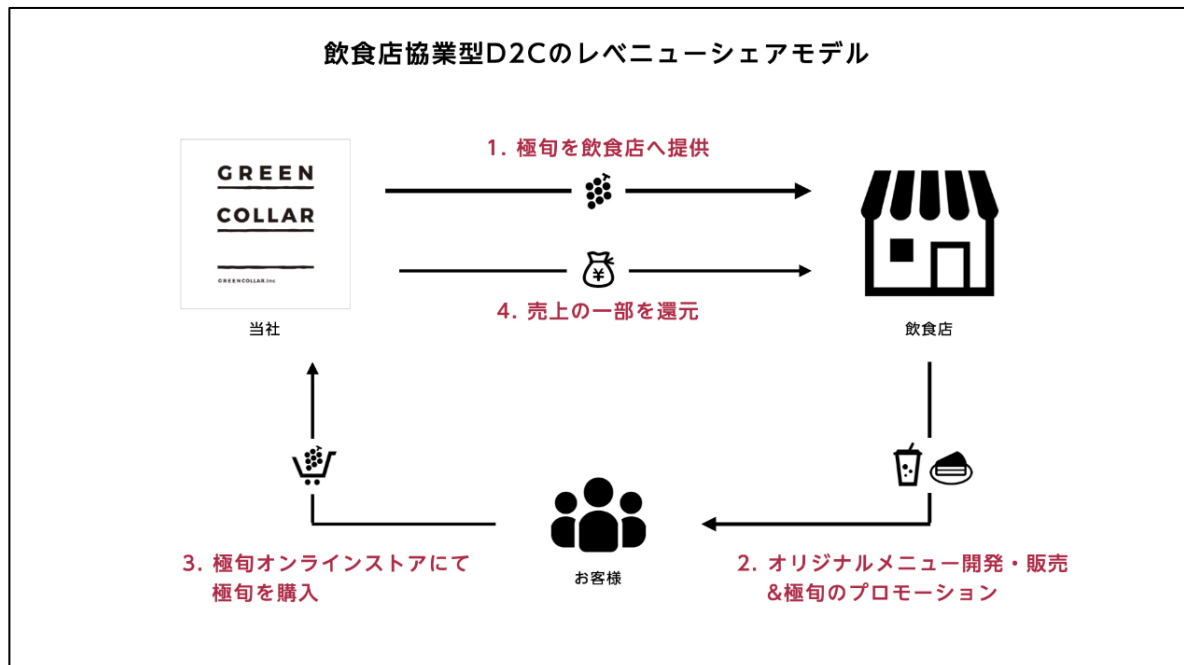 飲食店協業型D2Cのレベニューシェアモデル
1. 極旬を飲食店へ提供
GREEN
COLLAR
GREENCOLLAR.Inc
¥
4. 売上の一部を還元
当社
飲食店
3. 極旬オンラインストアにて
極旬を購入
お客様
2. オリジナルメニュー開発・販売
&極旬のプロモーション